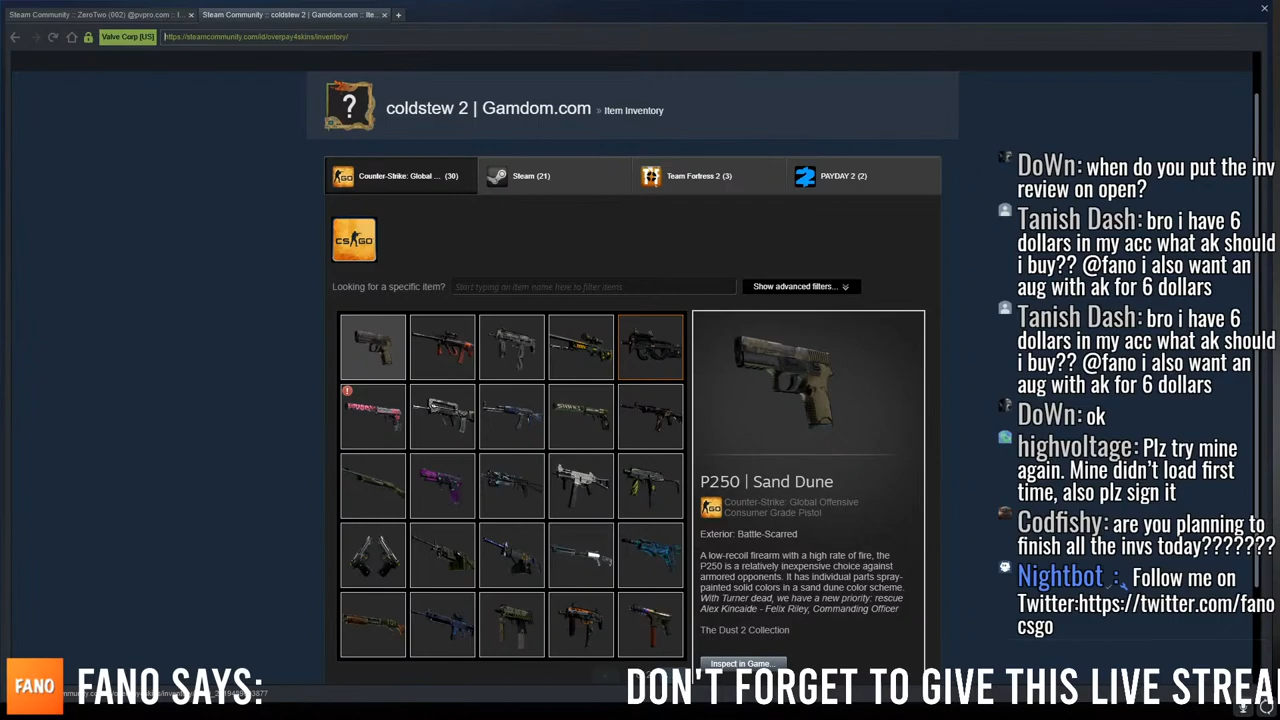 Steam Community :: ZeroTwo (002) @pvpro.com :: I...
Steam Community :: coldstew 2 | Gamdom.com :: Ite...
Valve Corp [US]
https://steamcommunity.com/id/overpay4skins/inventory/
coldstew 2 | Gamdom.com » Item Inventory
Counter-Strike: Global ... (30)
Steam (21)
Team Fortress 2 (3)
PAYDAY 2 (2)
CS GO
Looking for a specific item?
Start typing an item name here to filter items
Show advanced filters...
P250 | Sand Dune
Counter-Strike: Global Offensive
Consumer Grade Pistol
Exterior: Battle-Scarred
A low-recoil firearm with a high rate of fire, the
P250 is a relatively inexpensive choice against
armored opponents. It has individual parts spray-
painted solid colors in a sand dune color scheme.
With Turner dead, we have a new priority: rescue
Alex Kincaide - Felix Riley, Commanding Officer
The Dust 2 Collection
Inspect in Game...
DoWn: when do you put the inv
review on open?
Tanish Dash: bro i have 6
dollars in my acc what ak should
i buy?? @fano i also want an
aug with ak for 6 dollars
Tanish Dash: bro i have 6
dollars in my acc what ak should
i buy?? @fano i also want an
aug with ak for 6 dollars
DoWn: ok
highvoltage: Plz try mine
again. Mine didn't load first
time, also plz sign it
Codfishy: are you planning to
finish all the invs today???????
Nightbot : Follow me on
Twitter:https://twitter.com/fano
csgo
FANO
FANO SAYS:
DON'T FORGET TO GIVE THIS LIVE STREA